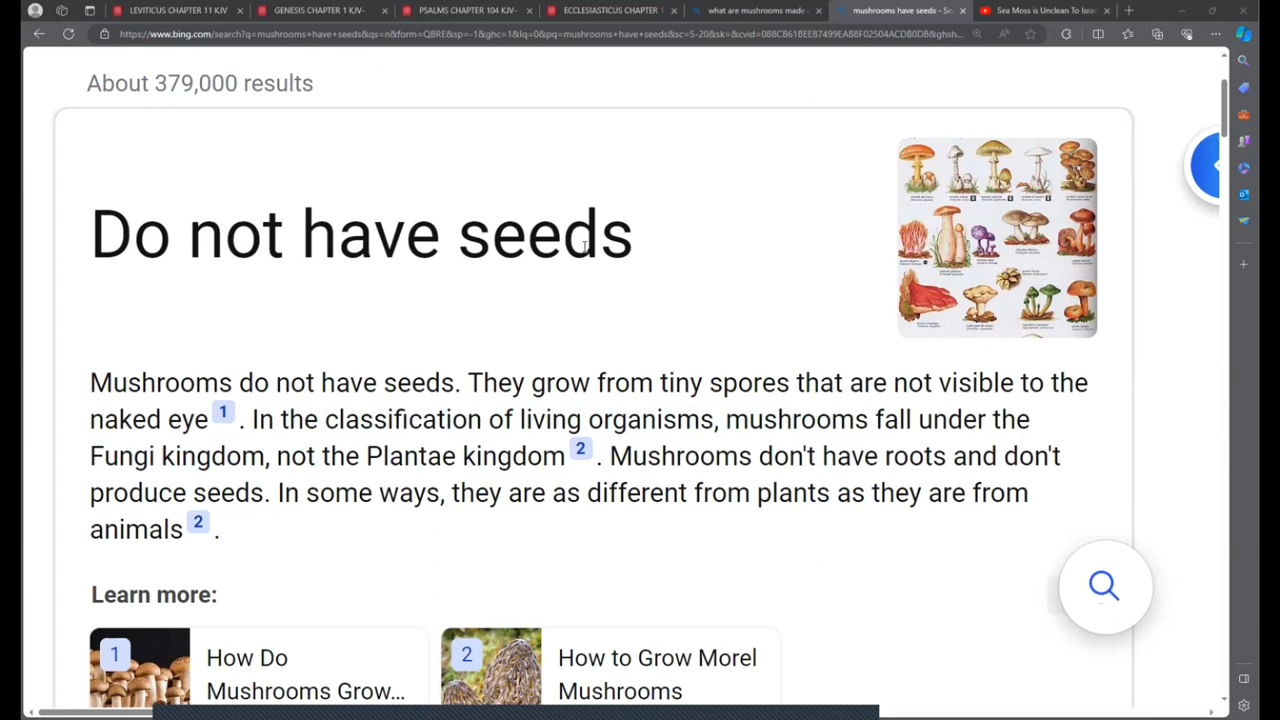 LEVITICUS CHAPTER 11 KJV
GENESIS CHAPTER 1 KJV-
PSALMS CHAPTER 104 KJV-
ECCLESIASTICUS CHAPTER 1
what are mushrooms made
mushrooms have seeds - Se
Sea Moss is Unclean To Israe
About 379,000 results
Do not have seeds
Mushrooms do not have seeds. They grow from tiny spores that are not visible to the
naked eye 1 . In the classification of living organisms, mushrooms fall under the
Fungi kingdom, not the Plantae kingdom 2 . Mushrooms don't have roots and don't
produce seeds. In some ways, they are as different from plants as they are from
animals 2 .
Learn more:
1
How Do
Mushrooms Grow...
2
How to Grow Morel
Mushrooms